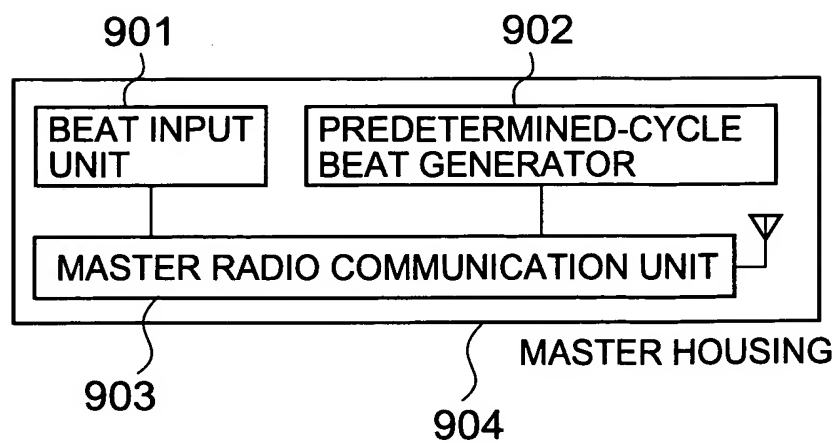 901
902
BEAT INPUT
UNIT
PREDETERMINED-CYCLE
BEAT GENERATOR
MASTER RADIO COMMUNICATION UNIT
MASTER HOUSING
903
904